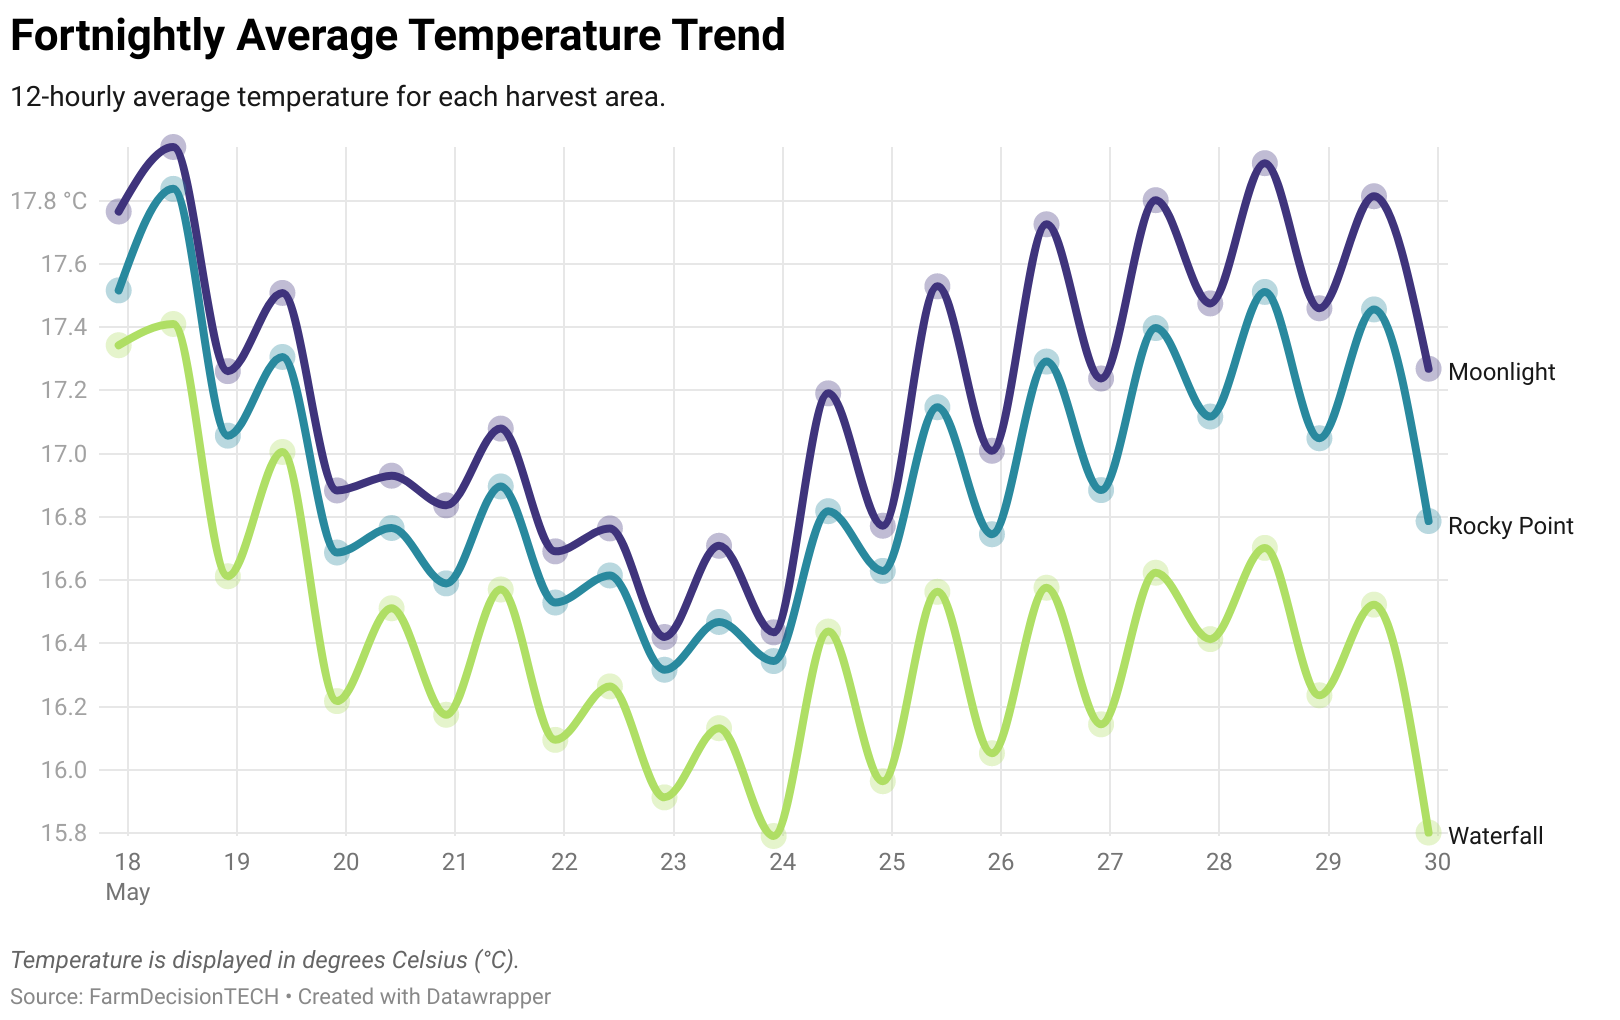 Fortnightly Average Temperature Trend
12-hourly average temperature for each harvest area.
17.8 °C
17.6
17.4
17.2
17.0
16.8
16.6
16.4
16.2
16.0
15.8
Moonlight
Rocky Point
Waterfall
18 19 20 21 22 23 24 25 26 27 28 29 30
May
Temperature is displayed in degrees Celsius (°C).
Source: FarmDecisionTECH • Created with Datawrapper